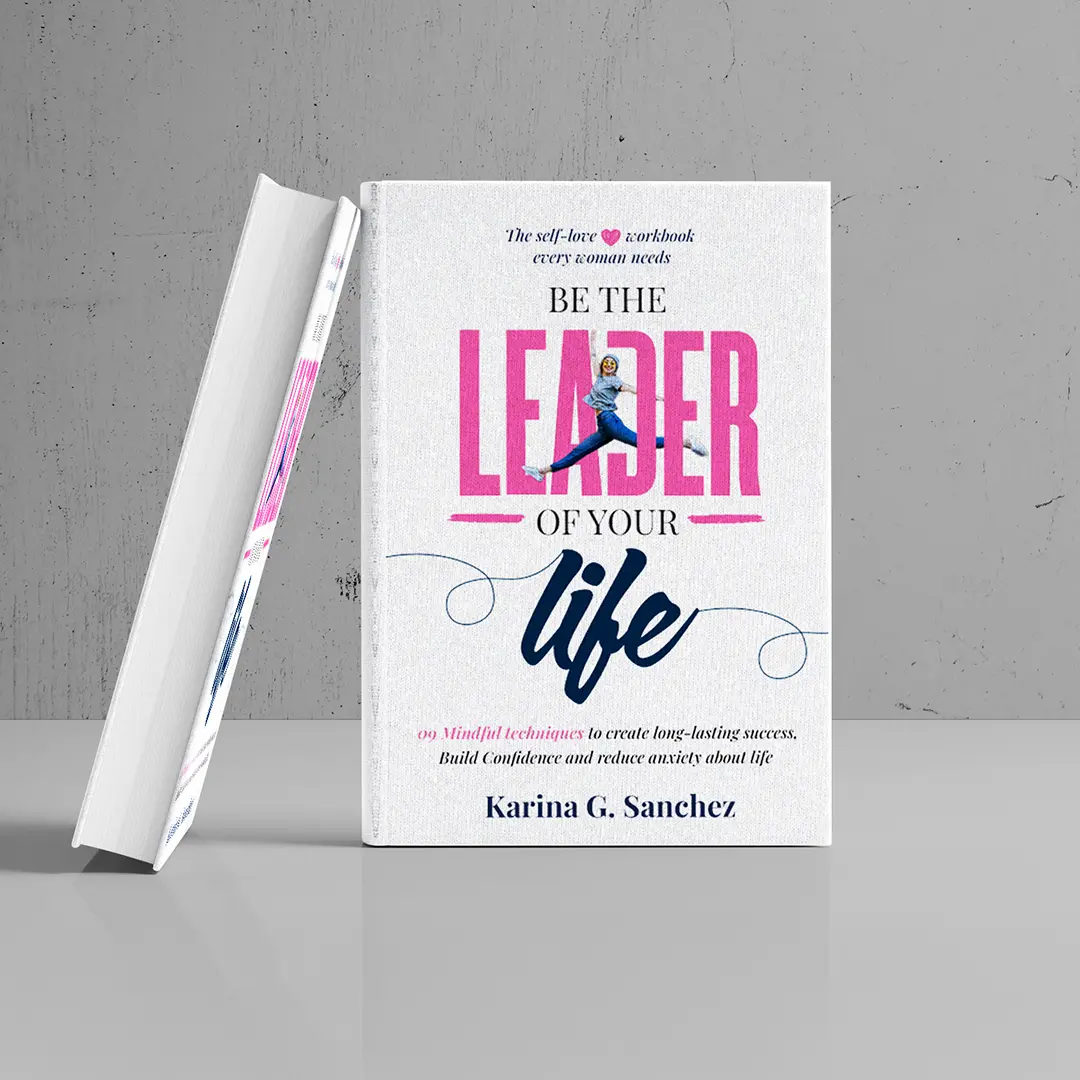 The self-love workbook
every woman needs
BE THE
LEADER
OF YOUR
life
09 Mindful techniques to create long-lasting success,
Build Confidence and reduce anxiety about life
Karina G. Sanchez